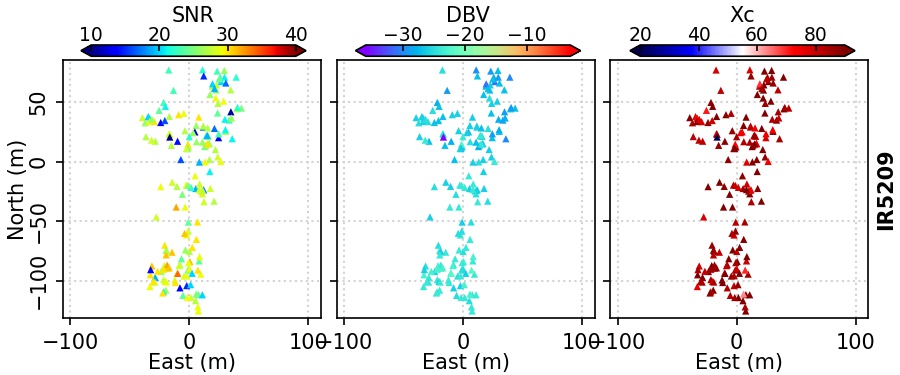 SNR DBV Xc
10 20 30 40 −30 −20 −10 20 40 60 80
50
0
−50
−100
North (m)
IR5209
−100 0 100 −100 0 100 −100 0 100
East (m) East (m) East (m)